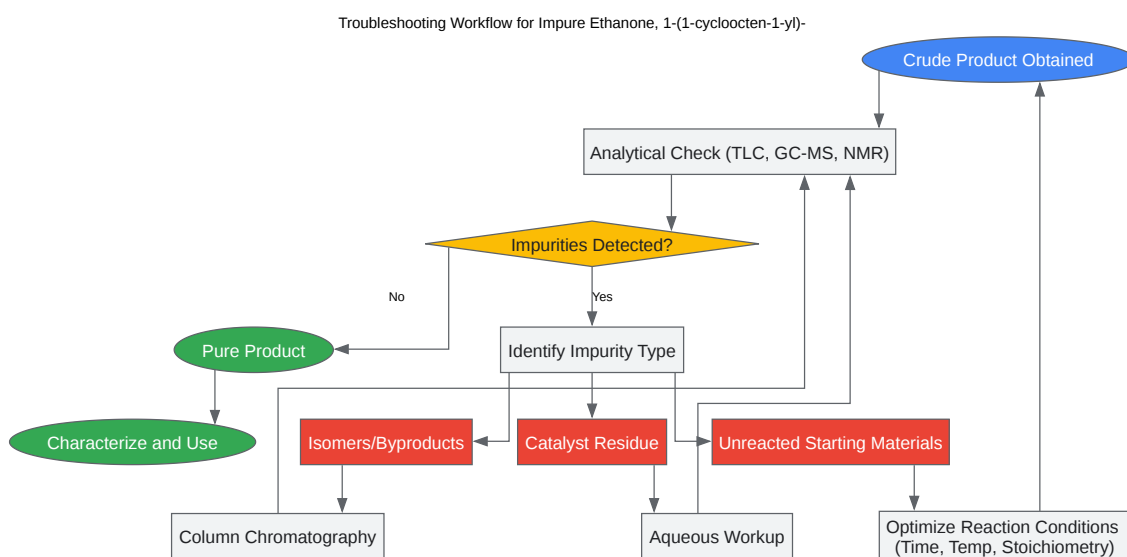 Troubleshooting Workflow for Impure Ethanone, 1-(1-cycloocten-1-yl)-
Crude Product Obtained
Analytical Check (TLC, GC-MS, NMR)
Impurities Detected?
No
Yes
Pure Product
Identify Impurity Type
Characterize and Use
Isomers/Byproducts
Catalyst Residue
Unreacted Starting Materials
Column Chromatography
Aqueous Workup
Optimize Reaction Conditions
(Time, Temp, Stoichiometry)